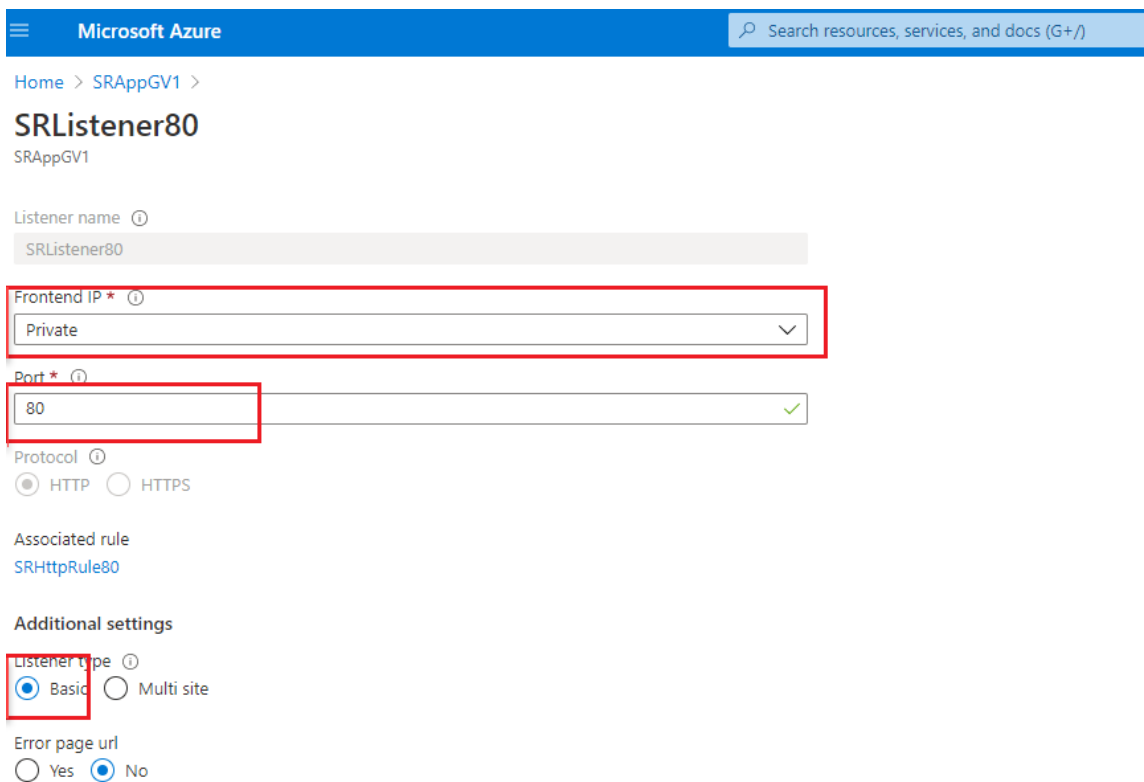 Microsoft Azure
Search resources, services, and docs (G+/)
Home > SRAppGV1 >
SRListener80
SRAppGV1
Listener name
SRListener80
Frontend IP *
Private
Port *
80
Protocol
HTTP HTTPS
Associated rule
SRHttpRule80
Additional settings
Listener type
Basic Multi site
Error page url
Yes No